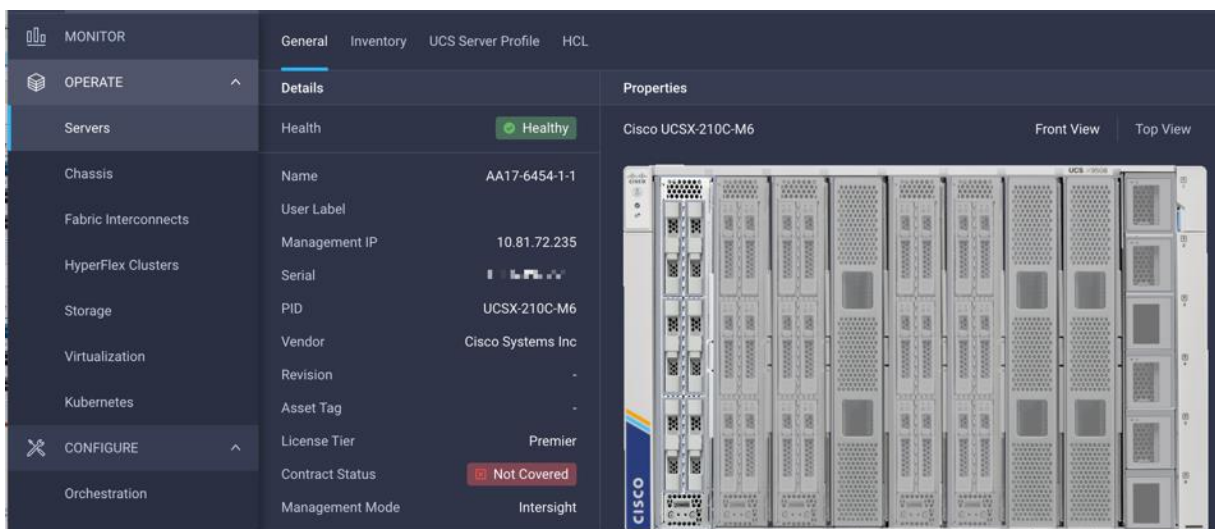 MONITOR
OPERATE
Servers
Chassis
Fabric Interconnects
HyperFlex Clusters
Storage
Virtualization
Kubernetes
CONFIGURE
Orchestration
General Inventory UCS Server Profile HCL
Details
Health Healthy
Name AA17-6454-1-1
User Label
Management IP 10.81.72.235
Serial
PID UCSX-210C-M6
Vendor Cisco Systems Inc
Revision -
Asset Tag -
License Tier Premier
Contract Status Not Covered
Management Mode Intersight
Properties
Cisco UCSX-210C-M6 Front View Top View
UCS
CISCO